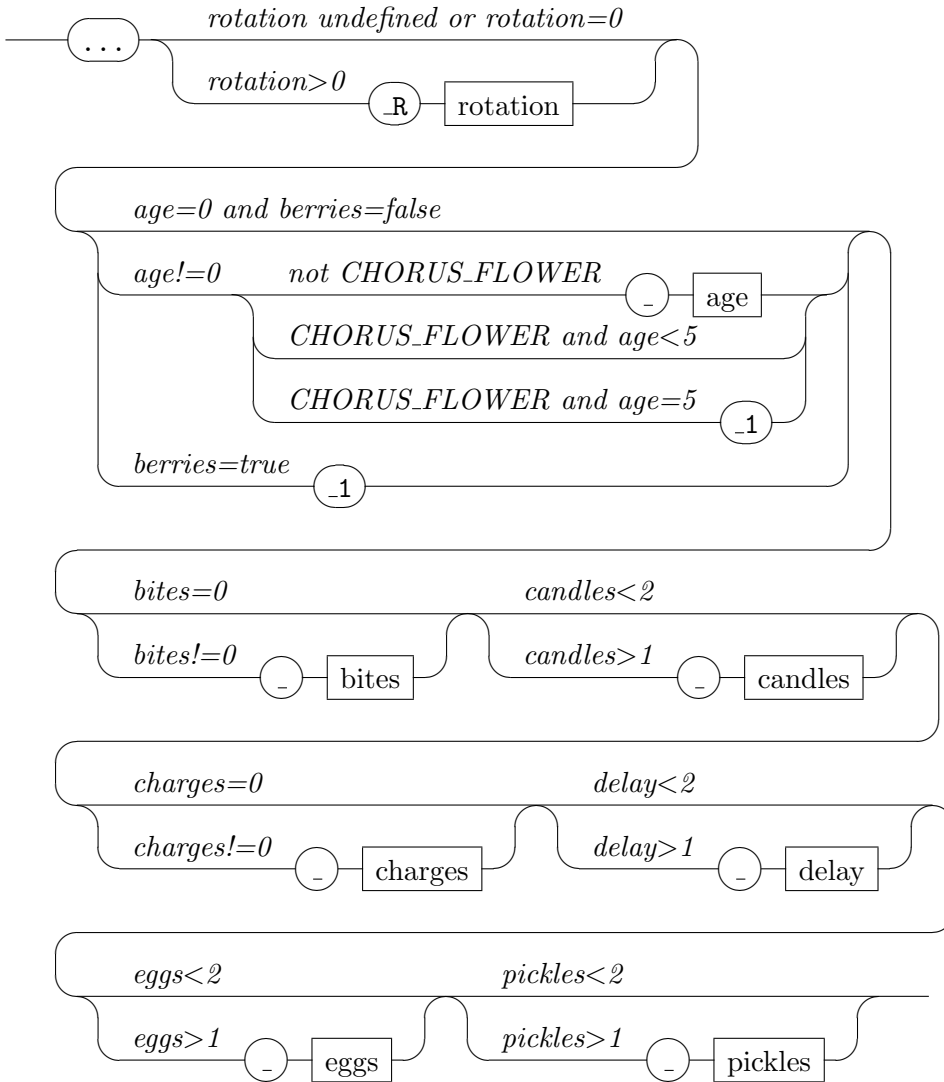 rotation undefined or rotation=0
...
rotation>0 _R rotation
age=0 and berries=false
age!=0 not CHORUS_FLOWER _ age
CHORUS_FLOWER and age<5
CHORUS_FLOWER and age=5 _1
berries=true _1
bites=0 candles<2
bites!=0 _ bites candles>1 _ candles
charges=0 delay<2
charges!=0 _ charges delay>1 _ delay
eggs<2 pickles<2
eggs>1 _ eggs pickles>1 _ pickles